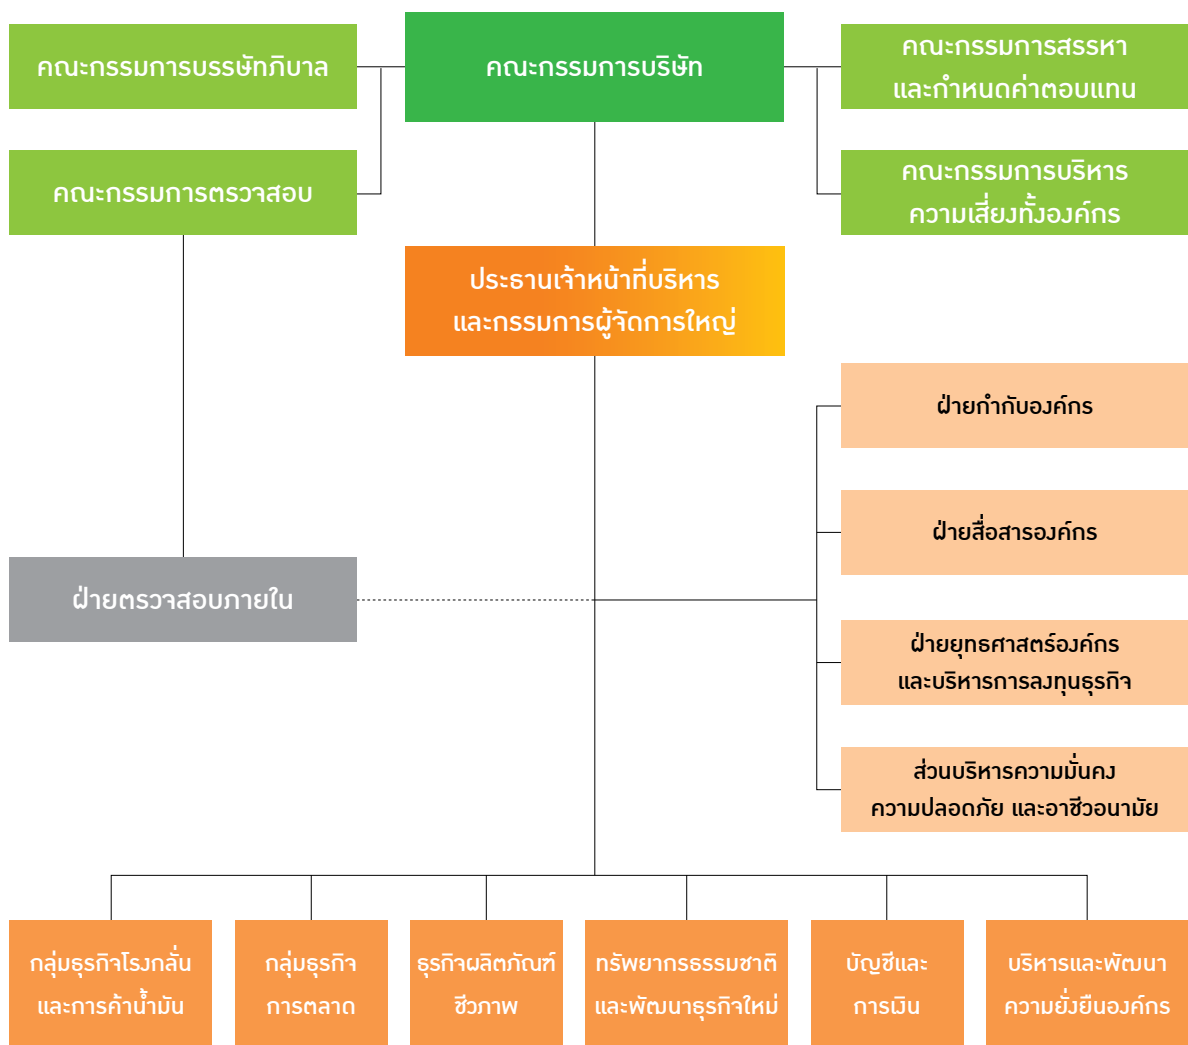 คณะกรรมการบรรษัทภิบาล
คณะกรรมการบริษัท
คณะกรรมการสรรหา
และกำหนดค่าตอบแทน
คณะกรรมการตรวจสอบ
คณะกรรมการบริหาร
ความเสี่ยงทั้งองค์กร
ประธานเจ้าหน้าที่บริหาร
และกรรมการผู้จัดการใหญ่
ฝ่ายกำกับองค์กร
ฝ่ายสื่อสารองค์กร
ฝ่ายตรวจสอบภายใน
ฝ่ายยุทธศาสตร์องค์กร
และบริหารการลงทุนธุรกิจ
ส่วนบริหารความมั่นคง
ความปลอดภัย และอาชีวอนามัย
กลุ่มธุรกิจโรงกลั่น
และการค้าน้ำมัน
กลุ่มธุรกิจ
การตลาด
ธุรกิจผลิตภัณฑ์
ชีวภาพ
ทรัพยากรธรรมชาติ
และพัฒนาธุรกิจใหม่
บัญชีและ
การเงิน
บริหารและพัฒนา
ความยั่งยืนองค์กร